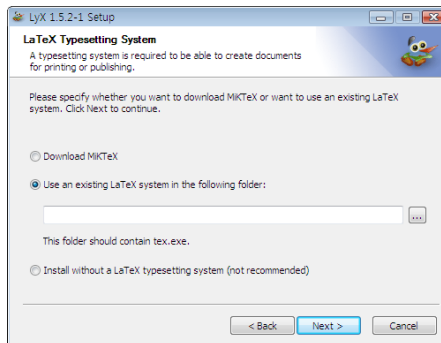 LyX 1.5.2-1 Setup
LaTeX Typesetting System
A typesetting system is required to be able to create documents
for printing or publishing.
Please specify whether you want to download MiKTeX or want to use an existing LaTeX
system. Click Next to continue.
Download MiKTeX
Use an existing LaTeX system in the following folder:
...
This folder should contain tex.exe.
Install without a LaTeX typesetting system (not recommended)
< Back Next > Cancel